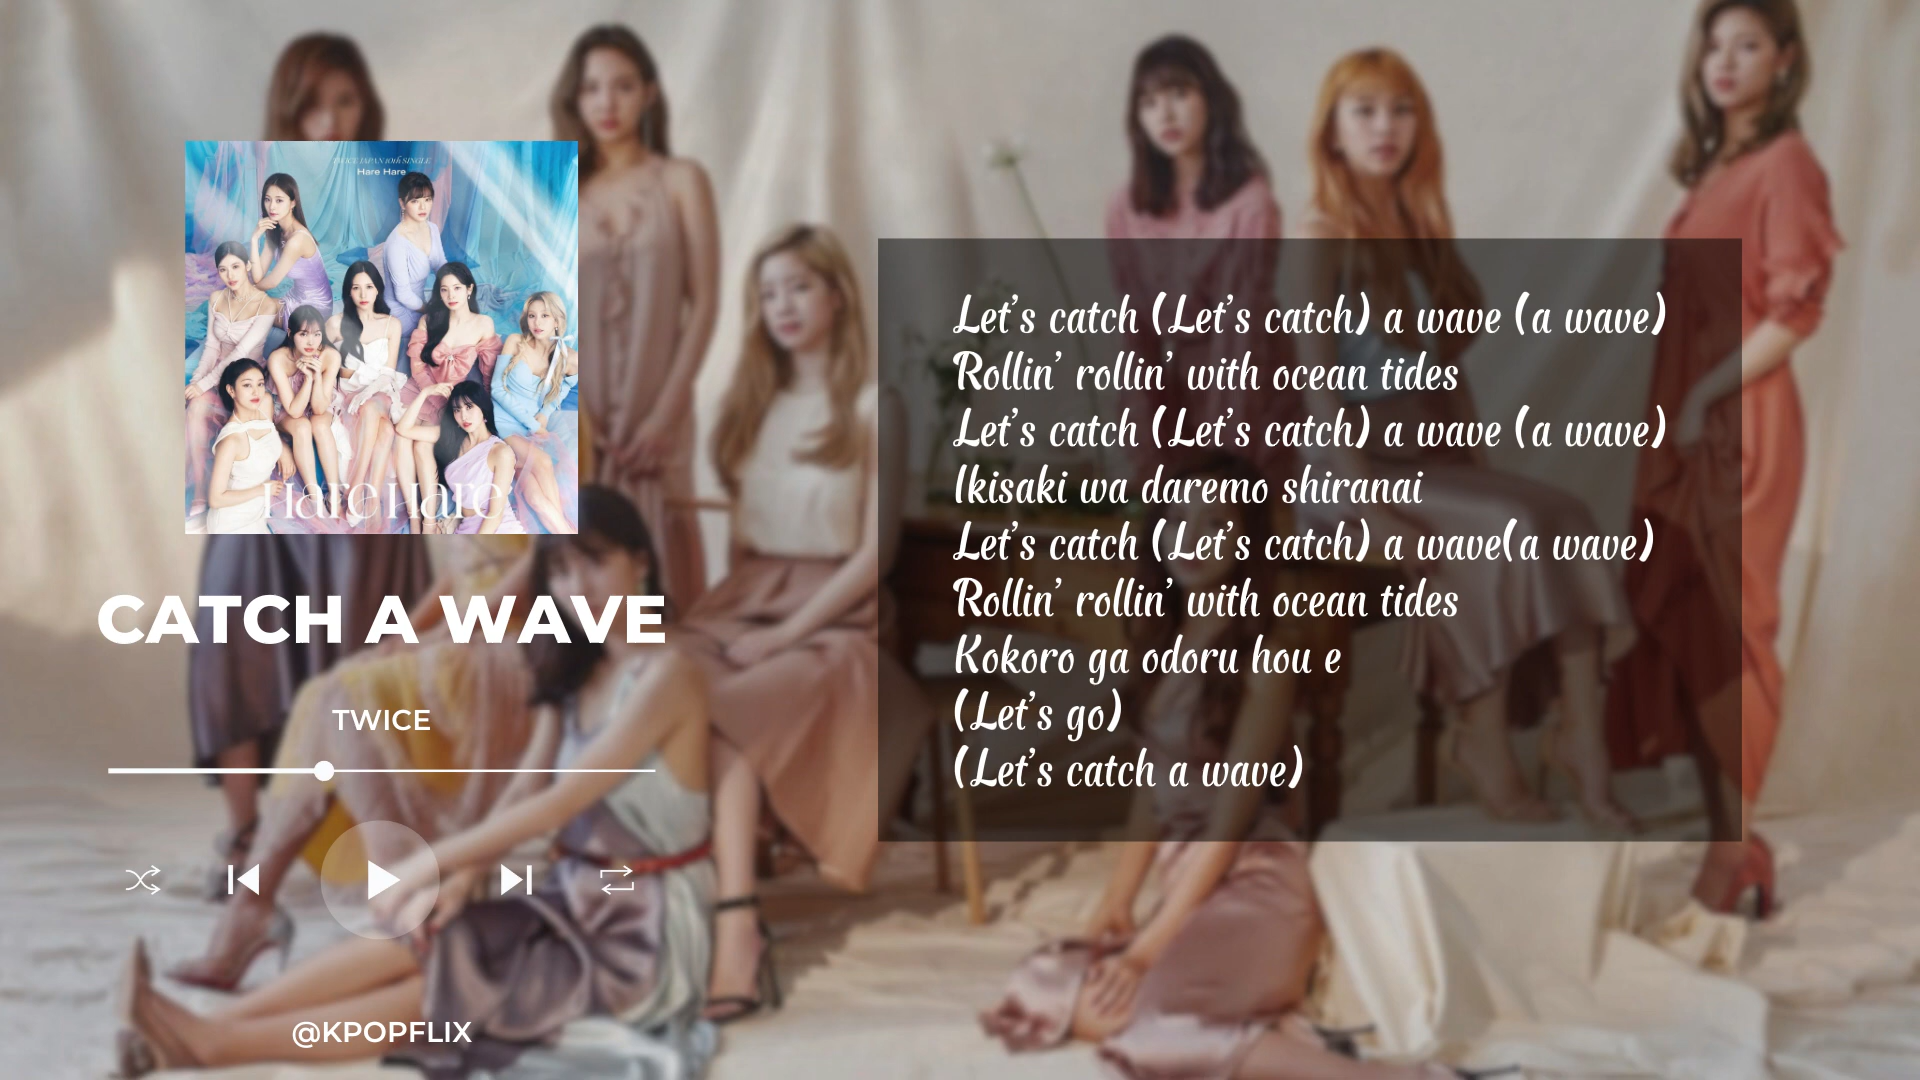 TWICE JAPAN 10th SINGLE
Hare Hare
Hare Hare
CATCH A WAVE
TWICE
@KPOPFLIX
Let's catch (Let's catch) a wave (a wave)
Rollin' rollin' with ocean tides
Let's catch (Let's catch) a wave (a wave)
Ikisaki wa daremo shiranai
Let's catch (Let's catch) a wave(a wave)
Rollin' rollin' with ocean tides
Kokoro ga odoru hou e
(Let's go)
(Let's catch a wave)